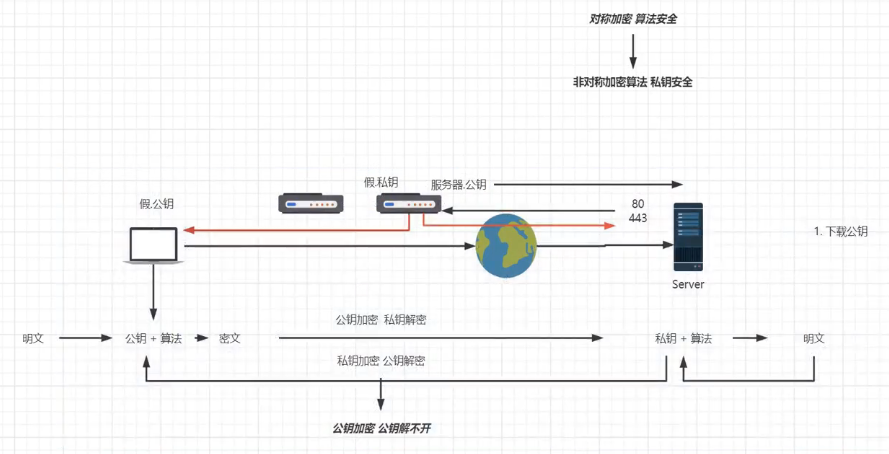 对称加密 算法安全
非对称加密算法 私钥安全
假.私钥
服务器.公钥
假.公钥
80
443
1. 下载公钥
Server
公钥加密 私钥解密
明文
公钥 + 算法
密文
私钥 + 算法
明文
私钥加密 公钥解密
公钥加密 公钥解不开